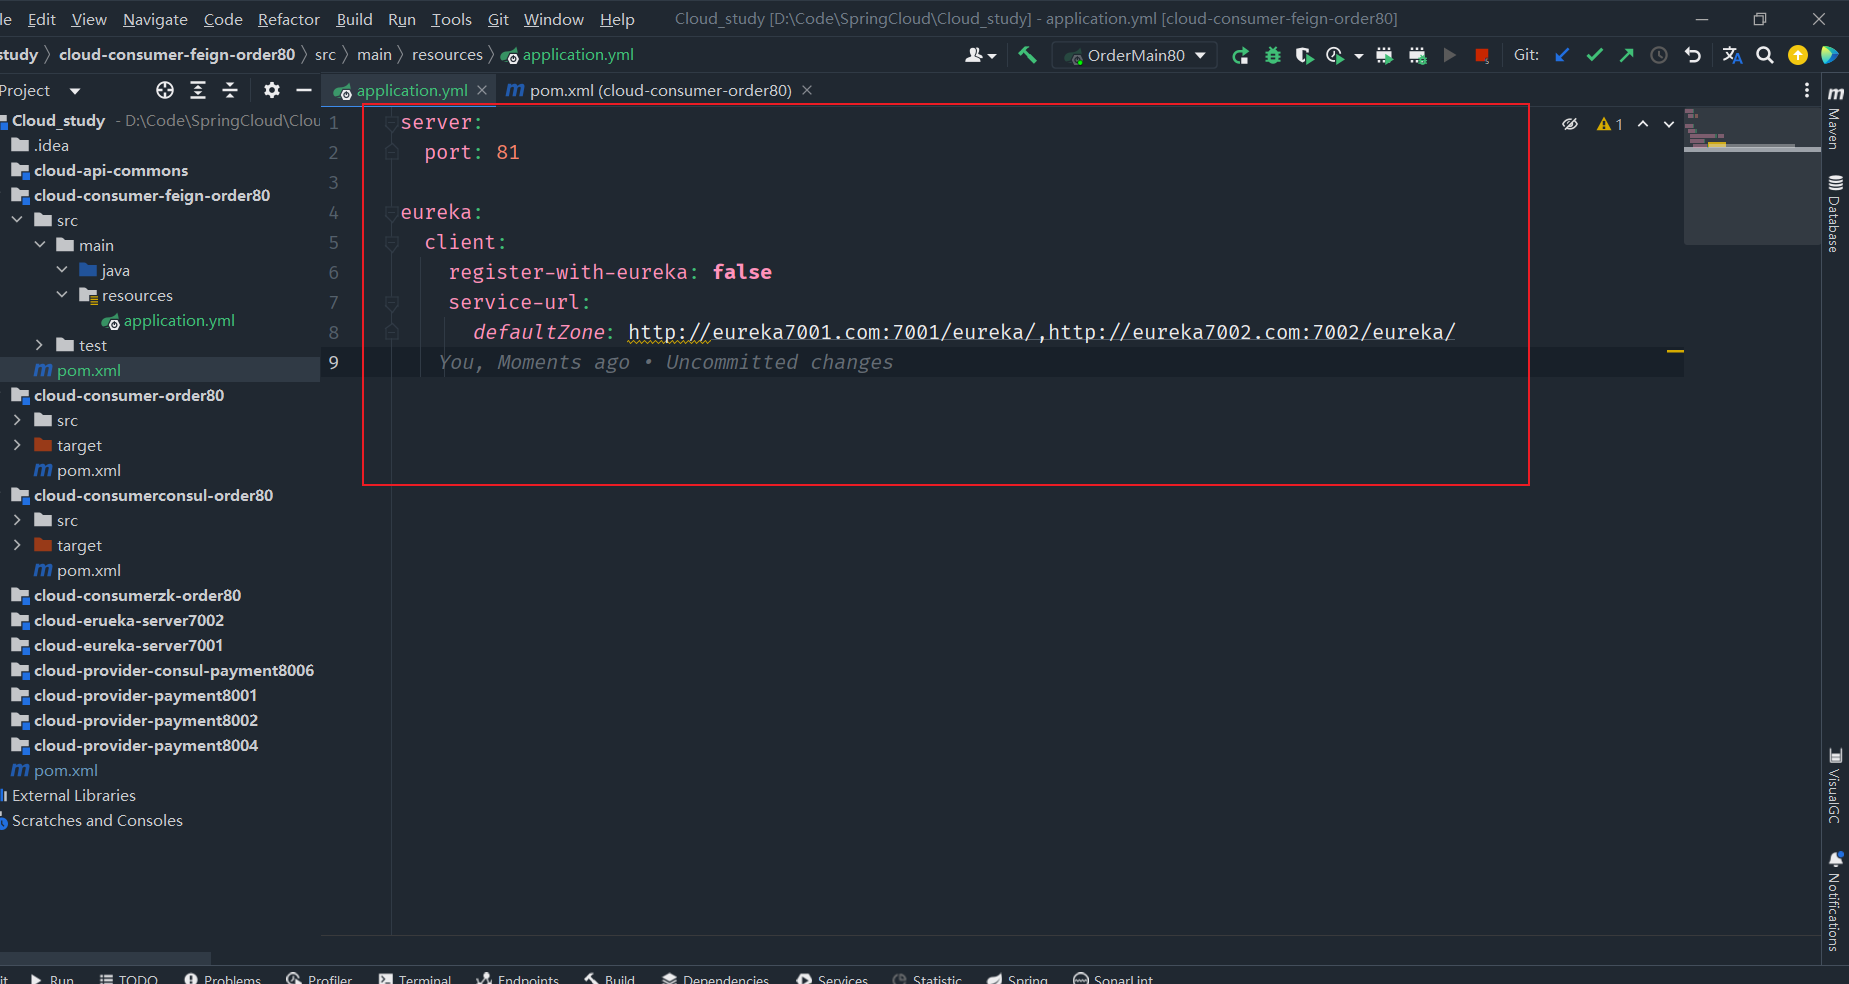 le Edit View Navigate Code Refactor Build Run Tools Git Window Help Cloud_study [D:\Code\SpringCloud\Cloud_study] - application.yml [cloud-consumer-feign-order80]
study cloud-consumer-feign-order80 src main resources application.yml OrderMain80 Git:
Project application.yml pom.xml (cloud-consumer-order80)
Cloud_study - D:\Code\SpringCloud\Clou
.idea
cloud-api-commons
cloud-consumer-feign-order80
src
main
java
resources
application.yml
test
pom.xml
cloud-consumer-order80
src
target
pom.xml
cloud-consumerconsul-order80
src
target
pom.xml
cloud-consumerzk-order80
cloud-erueka-server7002
cloud-eureka-server7001
cloud-provider-consul-payment8006
cloud-provider-payment8001
cloud-provider-payment8002
cloud-provider-payment8004
pom.xml
External Libraries
Scratches and Consoles
1 server:
2 port: 81
3
4 eureka:
5 client:
6 register-with-eureka: false
7 service-url:
8 defaultZone: http://eureka7001.com:7001/eureka/,http://eureka7002.com:7002/eureka/
9 You, Moments ago • Uncommitted changes
1
Maven
Database
VisualGC
Notifications
it Run TODO Problems Profiler Terminal Endpoints Build Dependencies Services Statistic Spring SonarLint